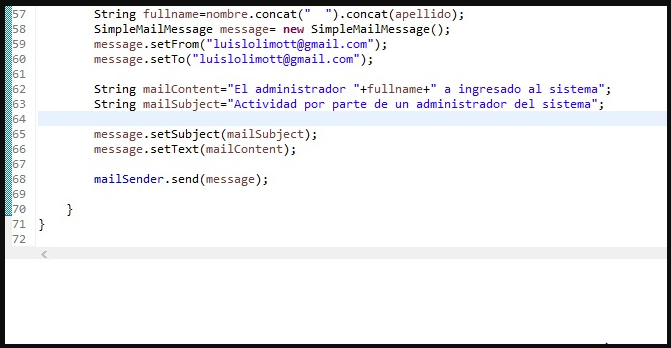 57 String fullname=nombre.concat("  ").concat(apellido);
58 SimpleMailMessage message= new SimpleMailMessage();
59 message.setFrom("luislolimott@gmail.com");
60 message.setTo("luislolimott@gmail.com");
61
62 String mailContent="El administrador "+fullname+" a ingresado al sistema";
63 String mailSubject="Actividad por parte de un administrador del sistema";
64
65 message.setSubject(mailSubject);
66 message.setText(mailContent);
67
68 mailSender.send(message);
69
70 }
71 }
72